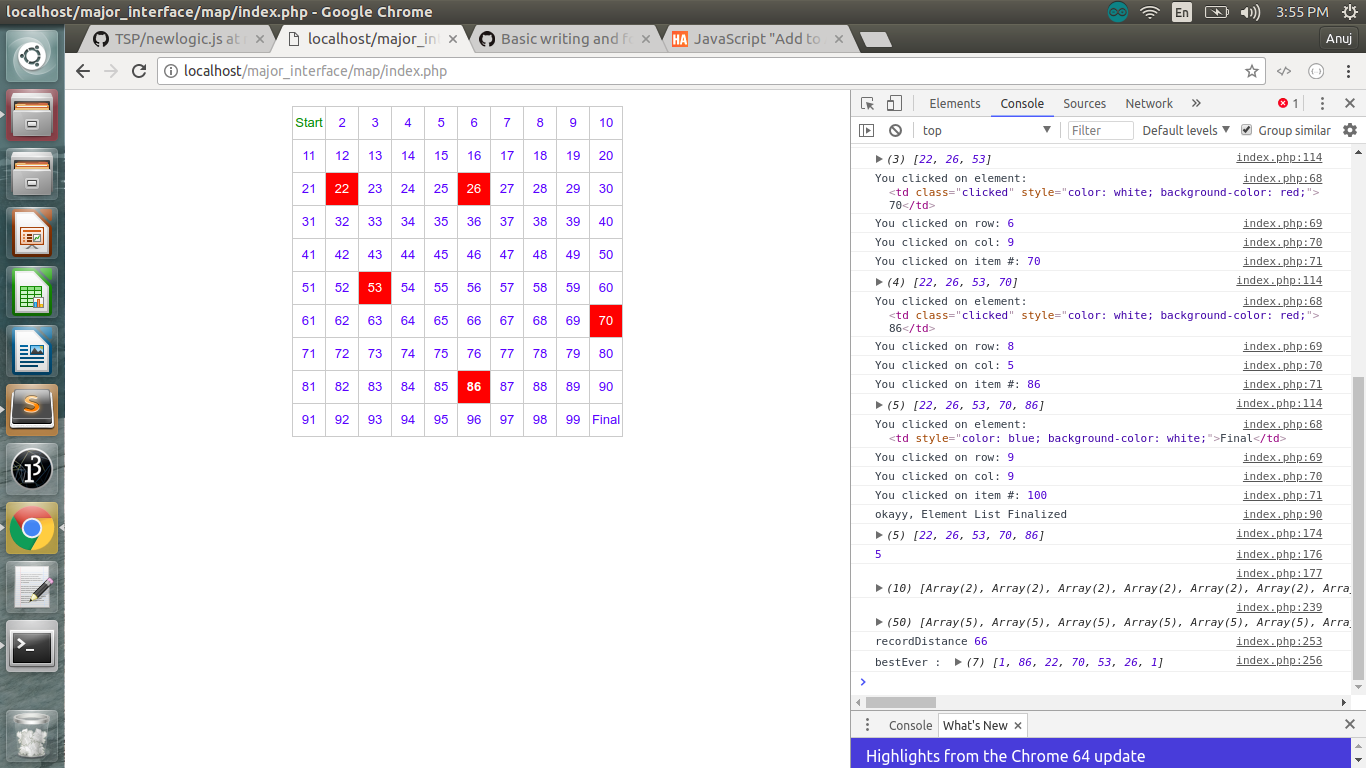 localhost/major_interface/map/index.php - Google Chrome
En
3:55 PM
TSP/newlogic.js at
localhost/major_in
Basic writing and fo
HA JavaScript "Add to
Anuj
localhost/major_interface/map/index.php
Start 2 3 4 5 6 7 8 9 10
11 12 13 14 15 16 17 18 19 20
21 22 23 24 25 26 27 28 29 30
31 32 33 34 35 36 37 38 39 40
41 42 43 44 45 46 47 48 49 50
51 52 53 54 55 56 57 58 59 60
61 62 63 64 65 66 67 68 69 70
71 72 73 74 75 76 77 78 79 80
81 82 83 84 85 86 87 88 89 90
91 92 93 94 95 96 97 98 99 Final
Elements Console Sources Network » 1
top Filter Default levels Group similar
(3) [22, 26, 53] index.php:114
You clicked on element: index.php:68
<td class="clicked" style="color: white; background-color: red;">
70</td>
You clicked on row: 6 index.php:69
You clicked on col: 9 index.php:70
You clicked on item #: 70 index.php:71
(4) [22, 26, 53, 70] index.php:114
You clicked on element: index.php:68
<td class="clicked" style="color: white; background-color: red;">
86</td>
You clicked on row: 8 index.php:69
You clicked on col: 5 index.php:70
You clicked on item #: 86 index.php:71
(5) [22, 26, 53, 70, 86] index.php:114
You clicked on element: index.php:68
<td style="color: blue; background-color: white;">Final</td>
You clicked on row: 9 index.php:69
You clicked on col: 9 index.php:70
You clicked on item #: 100 index.php:71
okayy, Element List Finalized index.php:90
(5) [22, 26, 53, 70, 86] index.php:174
5 index.php:176
index.php:177
(10) [Array(2), Array(2), Array(2), Array(2), Array(2), Array(2), Arra
index.php:239
(50) [Array(5), Array(5), Array(5), Array(5), Array(5), Array(5), Arra
recordDistance 66 index.php:253
bestEver : (7) [1, 86, 22, 70, 53, 26, 1] index.php:256
Console What's New
Highlights from the Chrome 64 update